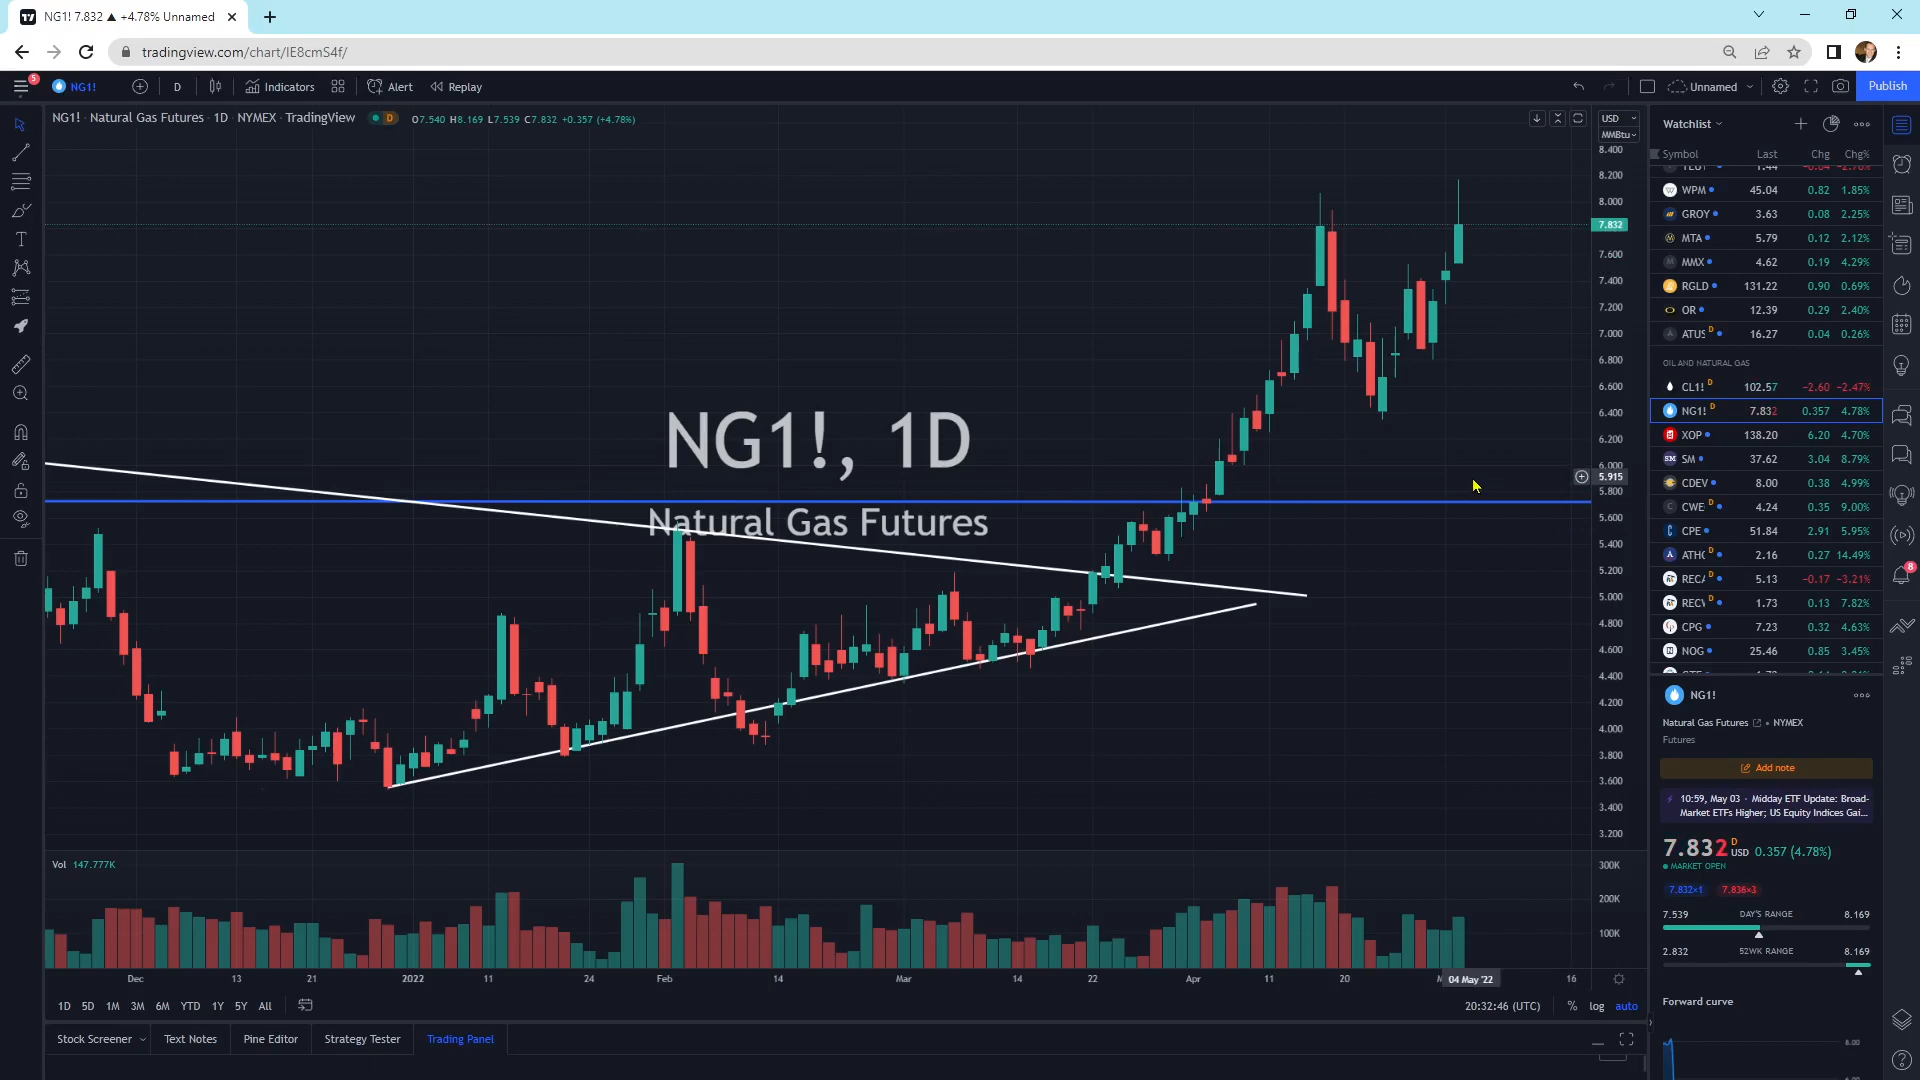 NG1! 7.832 ▲ +4.78% Unnamed
tradingview.com/chart/IE8cmS4f/
5 NG1! D Indicators Alert Replay Unnamed Publish
NG1! · Natural Gas Futures · 1D · NYMEX · TradingView D O7.540 H8.169 L7.539 C7.832 +0.357 (+4.78%)
USD
MMBtu
8.400
8.200
8.000
7.832
7.600
7.400
7.200
7.000
6.800
6.600
6.400
6.200
6.000
5.915
5.800
5.600
5.400
5.200
5.000
4.800
4.600
4.400
4.200
4.000
3.800
3.600
3.400
3.200
NG1!, 1D
Natural Gas Futures
Vol 147.777K
300K
200K
100K
Dec 13 21 2022 11 24 Feb 14 Mar 14 22 Apr 11 20 04 May '22 16
1D 5D 1M 3M 6M YTD 1Y 5Y All 20:32:46 (UTC) % log auto
Stock Screener Text Notes Pine Editor Strategy Tester Trading Panel
Watchlist
Symbol Last Chg Chg%
WPM 45.04 0.82 1.85%
GROY 3.63 0.08 2.25%
MTA 5.79 0.12 2.12%
MMX 4.62 0.19 4.29%
RGLD 131.22 0.90 0.69%
OR 12.39 0.29 2.40%
ATUS D 16.27 0.04 0.26%
OIL AND NATURAL GAS
CL1! D 102.57 −2.60 −2.47%
NG1! D 7.832 0.357 4.78%
XOP 138.20 6.20 4.70%
SM 37.62 3.04 8.79%
CDEV 8.00 0.38 4.99%
CWE D 4.24 0.35 9.00%
CPE 51.84 2.91 5.95%
ATH D 2.16 0.27 14.49%
RECA D 5.13 −0.17 −3.21%
REC D 1.73 0.13 7.82%
CPG 7.23 0.32 4.63%
NOG 25.46 0.85 3.45%
NG1!
Natural Gas Futures • NYMEX
Futures
Add note
10:59, May 03 · Midday ETF Update: Broad-
Market ETFs Higher; US Equity Indices Gai...
7.832 D USD 0.357 (4.78%)
MARKET OPEN
7.832×1 7.836×3
7.539 DAY'S RANGE 8.169
2.832 52WK RANGE 8.169
Forward curve
8.00
8